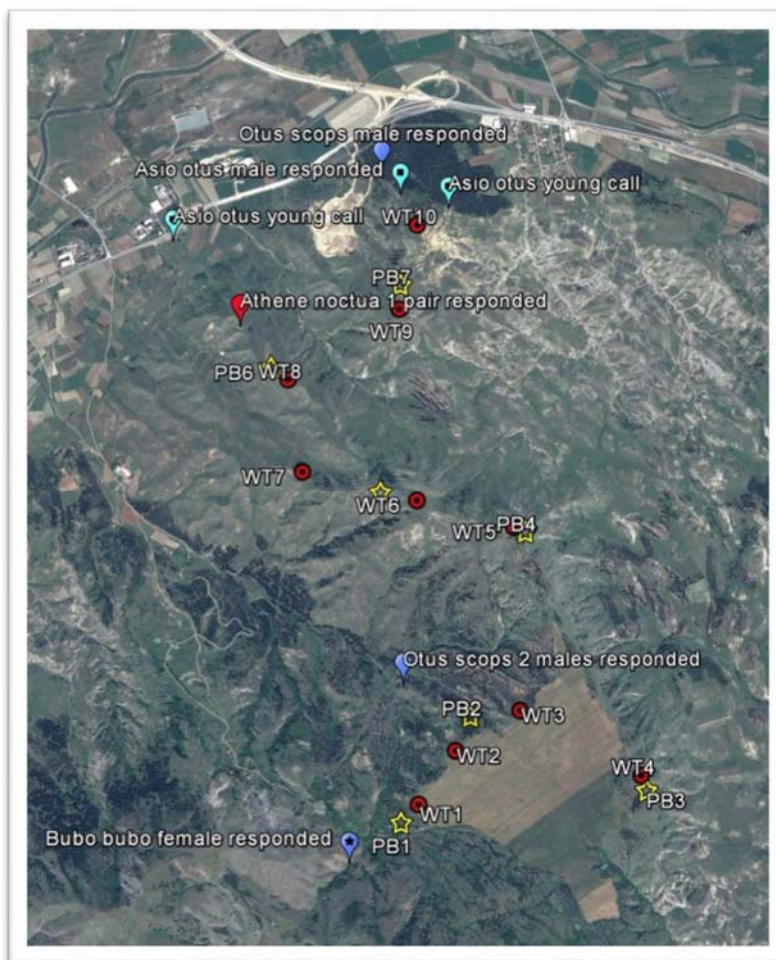 Otus scops male responded
Asio otus male responded
Asio otus young call
Asio otus young call
WT10
PB7
Athene noctua 1 pair responded
WT9
PB6
WT8
WT7
WT6
WT5
PB4
Otus scops 2 males responded
PB2
WT3
WT2
WT4
PB3
WT1
Bubo bubo female responded
PB1